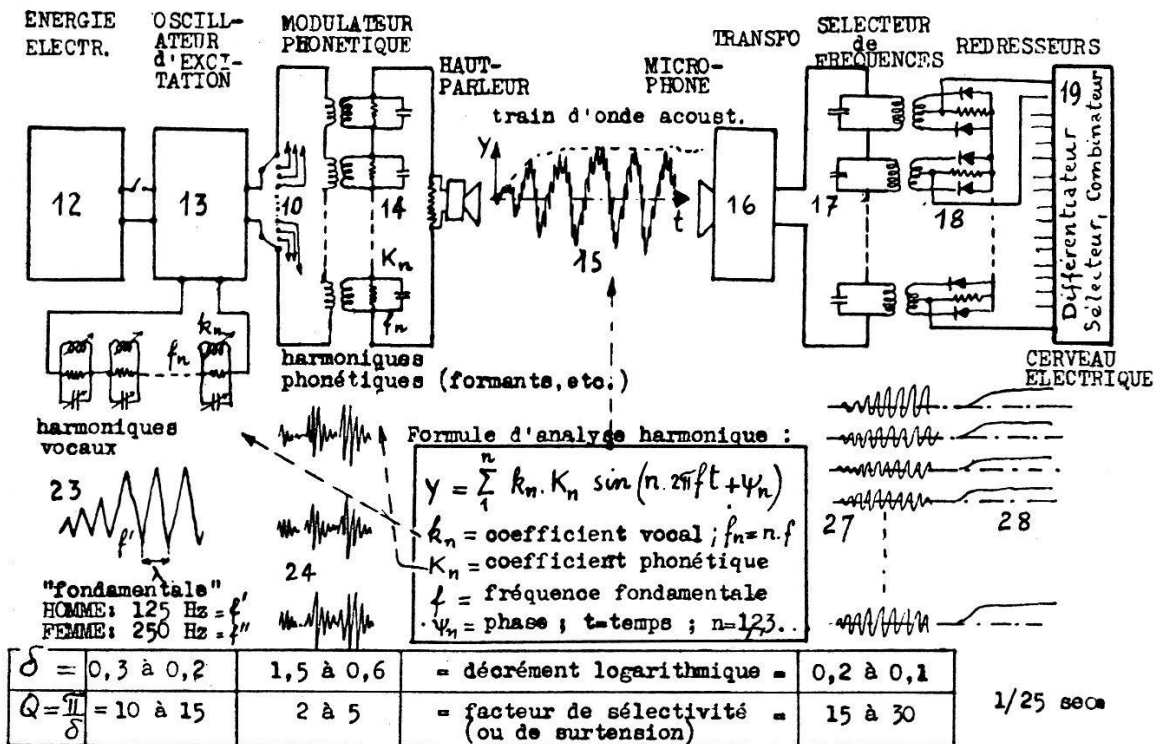 ENERGIE
ELECTR.
OSCILL-
ATEUR
d'EXCI-
TATION
MODULATEUR
PHONETIQUE
HAUT-
PARLEUR
MICRO-
PHONE
TRANSFO
SELECTEUR
de
FREQUENCES
REDRESSEURS
train d'onde acoust.
y
t
12
13
10
14
15
16
17
18
19
Différentiateur
Sélecteur, Combinateur
Kn
fn
kn
fn
CERVEAU
ELECTRIQUE
harmoniques
phonétiques (formants, etc.)
harmoniques
vocaux
23
f'
λ
"fondamentale"
HOMME: 125 Hz = f'
FEMME: 250 Hz = f"
24
Formule d'analyse harmonique :
Y = n Σ 1 kn. Kn sin (n. 2πft + ψn)
kn = coefficient vocal ; fn = n.f
Kn = coefficient phonétique
f = fréquence fondamentale
ψn = phase ; t=temps ; n=1,2,3..
27
28
δ = 0,3 à 0,2 1,5 à 0,6 = décrément logarithmique = 0,2 à 0,1
Q = π/δ = 10 à 15 2 à 5 = facteur de sélectivité = 15 à 30
(ou de surtension)
1/25 sec